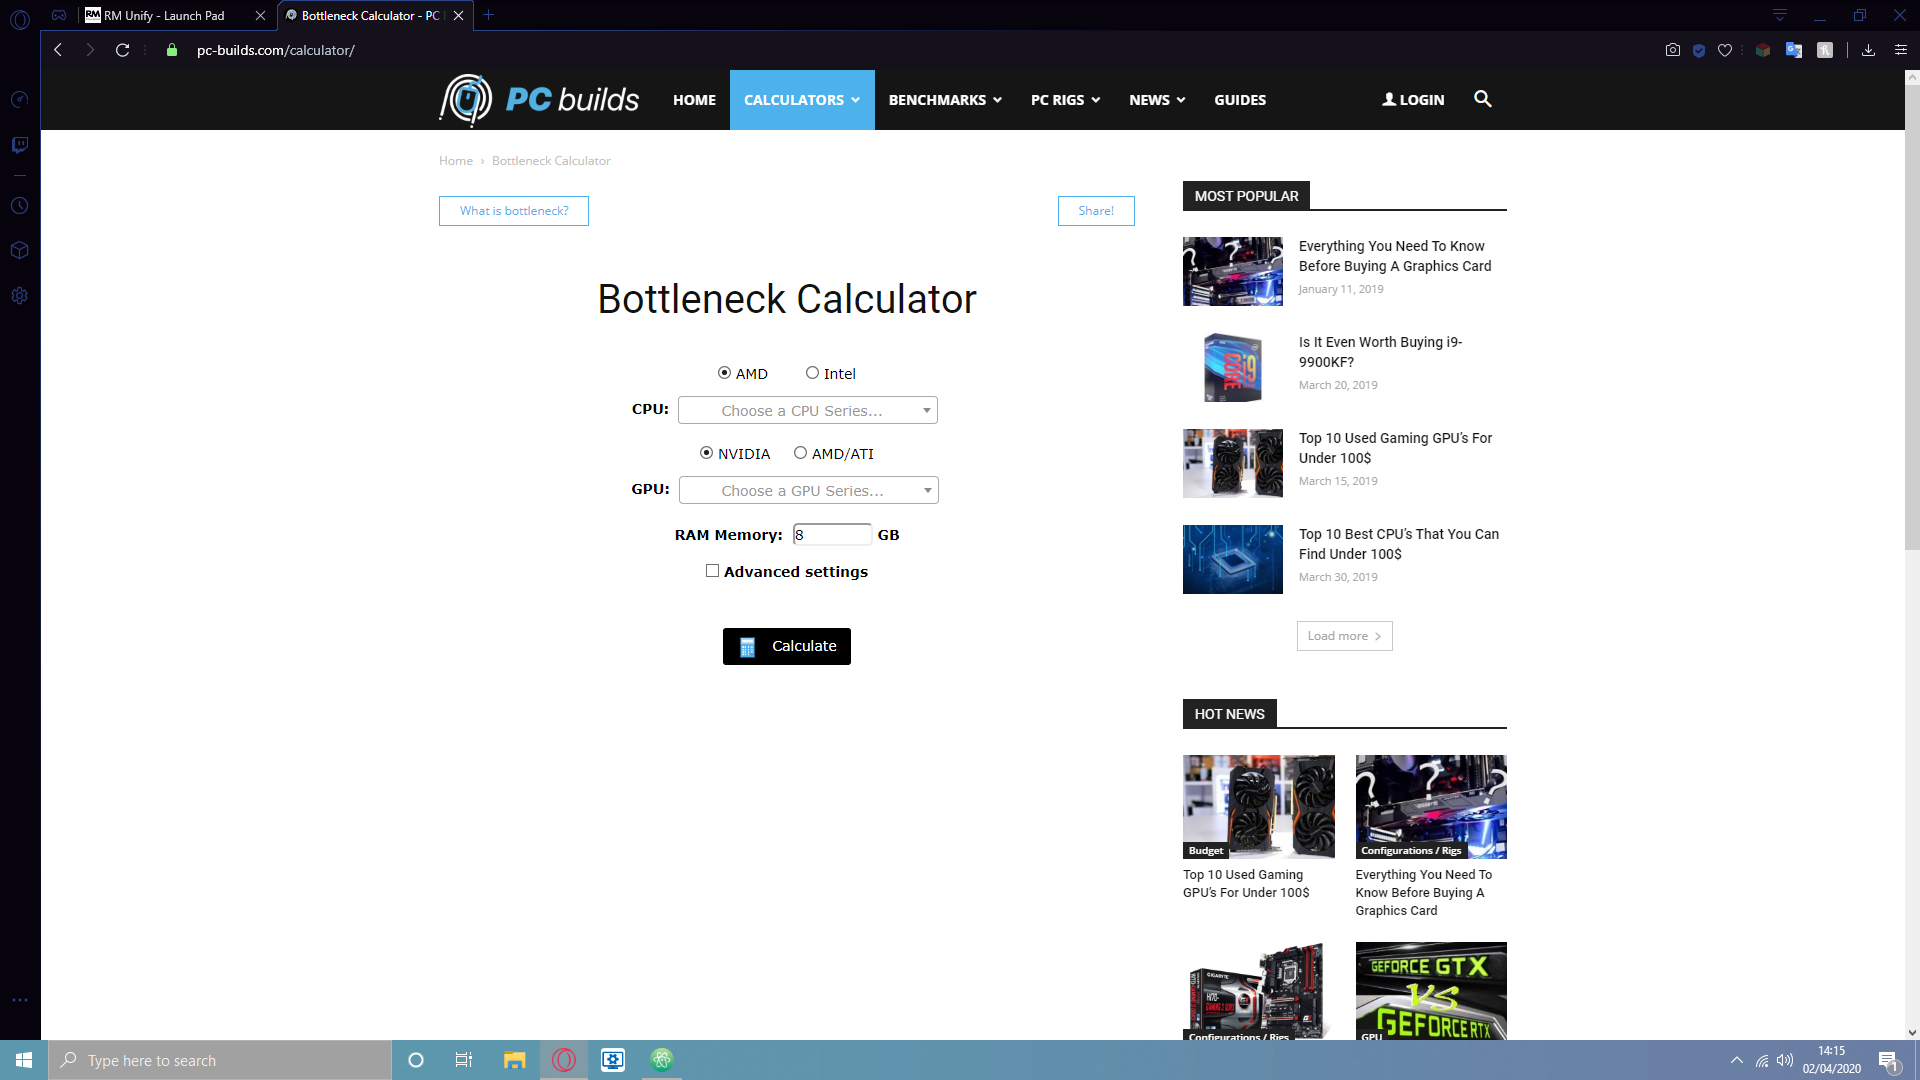 RM Unify - Launch Pad
Bottleneck Calculator - PC
pc-builds.com/calculator/
PC builds
HOME
CALCULATORS
BENCHMARKS
PC RIGS
NEWS
GUIDES
LOGIN
Home › Bottleneck Calculator
What is bottleneck?
Share!
Bottleneck Calculator
AMD
Intel
CPU: Choose a CPU Series...
NVIDIA
AMD/ATI
GPU: Choose a GPU Series...
RAM Memory: 8 GB
Advanced settings
Calculate
MOST POPULAR
Everything You Need To Know
Before Buying A Graphics Card
January 11, 2019
Is It Even Worth Buying i9-
9900KF?
March 20, 2019
Top 10 Used Gaming GPU's For
Under 100$
March 15, 2019
Top 10 Best CPU's That You Can
Find Under 100$
March 30, 2019
Load more
HOT NEWS
Budget
Top 10 Used Gaming
GPU's For Under 100$
Configurations / Rigs
Everything You Need To
Know Before Buying A
Graphics Card
Configurations / Rigs
GEFORCE GTX
VS
GEFORCE RTX
GPU
Type here to search
14:15
02/04/2020
1